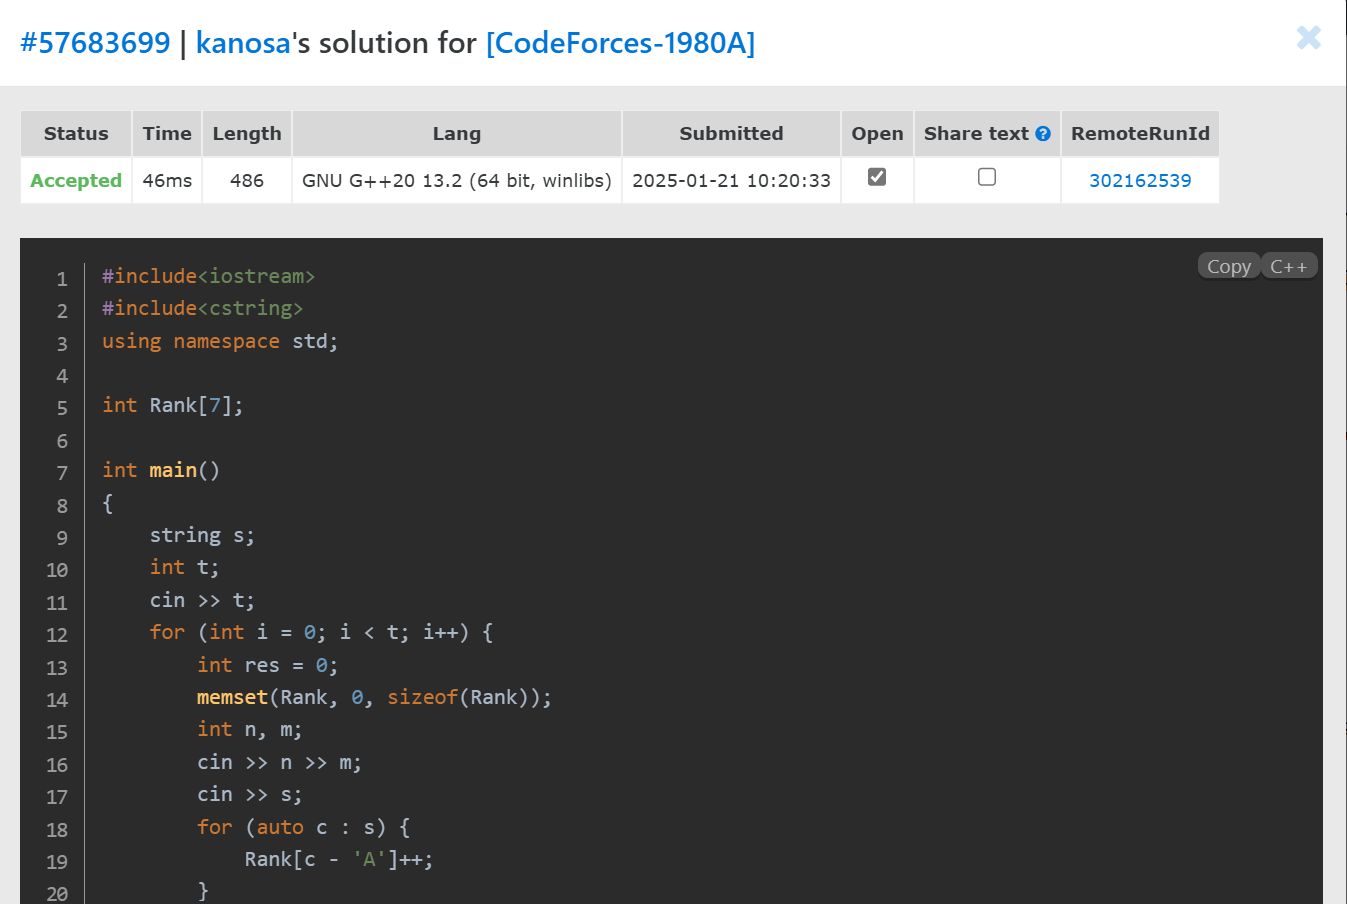 #57683699 | kanosa's solution for [CodeForces-1980A]
Status Time Length Lang Submitted Open Share text RemoteRunId
Accepted 46ms 486 GNU G++20 13.2 (64 bit, winlibs) 2025-01-21 10:20:33 302162539
Copy C++
1 #include<iostream>
2 #include<cstring>
3 using namespace std;
4
5 int Rank[7];
6
7 int main()
8 {
9     string s;
10     int t;
11     cin >> t;
12     for (int i = 0; i < t; i++) {
13         int res = 0;
14         memset(Rank, 0, sizeof(Rank));
15         int n, m;
16         cin >> n >> m;
17         cin >> s;
18         for (auto c : s) {
19             Rank[c - 'A']++;
20         }